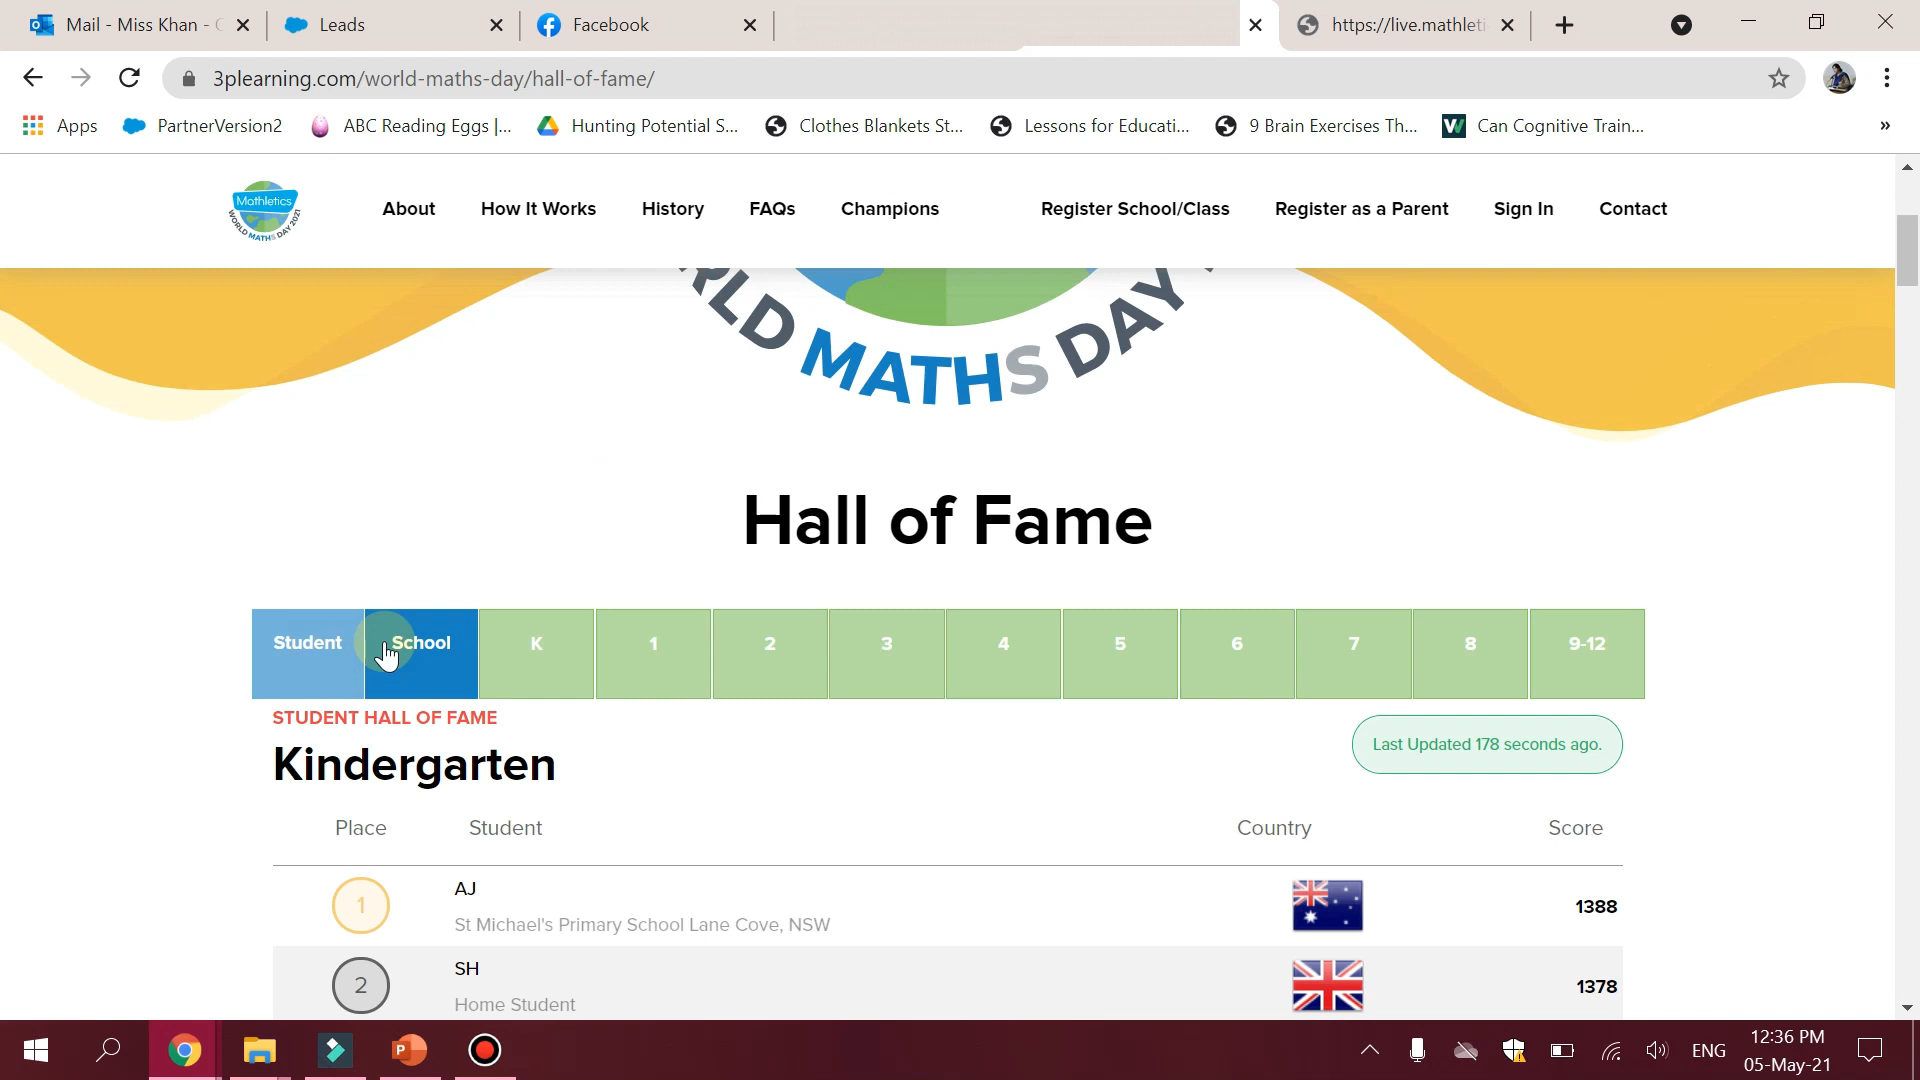 Mail - Miss Khan -
Leads
Facebook
https://live.mathleti
3plearning.com/world-maths-day/hall-of-fame/
Apps
PartnerVersion2
ABC Reading Eggs |...
Hunting Potential S...
Clothes Blankets St...
Lessons for Educati...
9 Brain Exercises Th...
Can Cognitive Train...
»
Mathletics
WORLD MATHS DAY 2021
About
How It Works
History
FAQs
Champions
Register School/Class
Register as a Parent
Sign In
Contact
RLD MATHS DAY
Hall of Fame
Student
School
K
1
2
3
4
5
6
7
8
9-12
STUDENT HALL OF FAME
Kindergarten
Last Updated 178 seconds ago.
Place
Student
Country
Score
1
AJ
St Michael's Primary School Lane Cove, NSW
1388
2
SH
Home Student
1378
ENG
12:36 PM
05-May-21